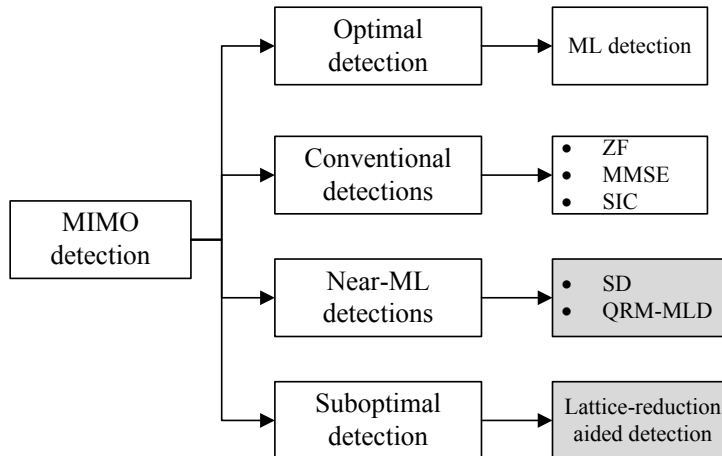 Optimal
detection
ML detection
Conventional
detections
• ZF
• MMSE
• SIC
MIMO
detection
Near-ML
detections
• SD
• QRM-MLD
Suboptimal
detection
Lattice-reduction
aided detection